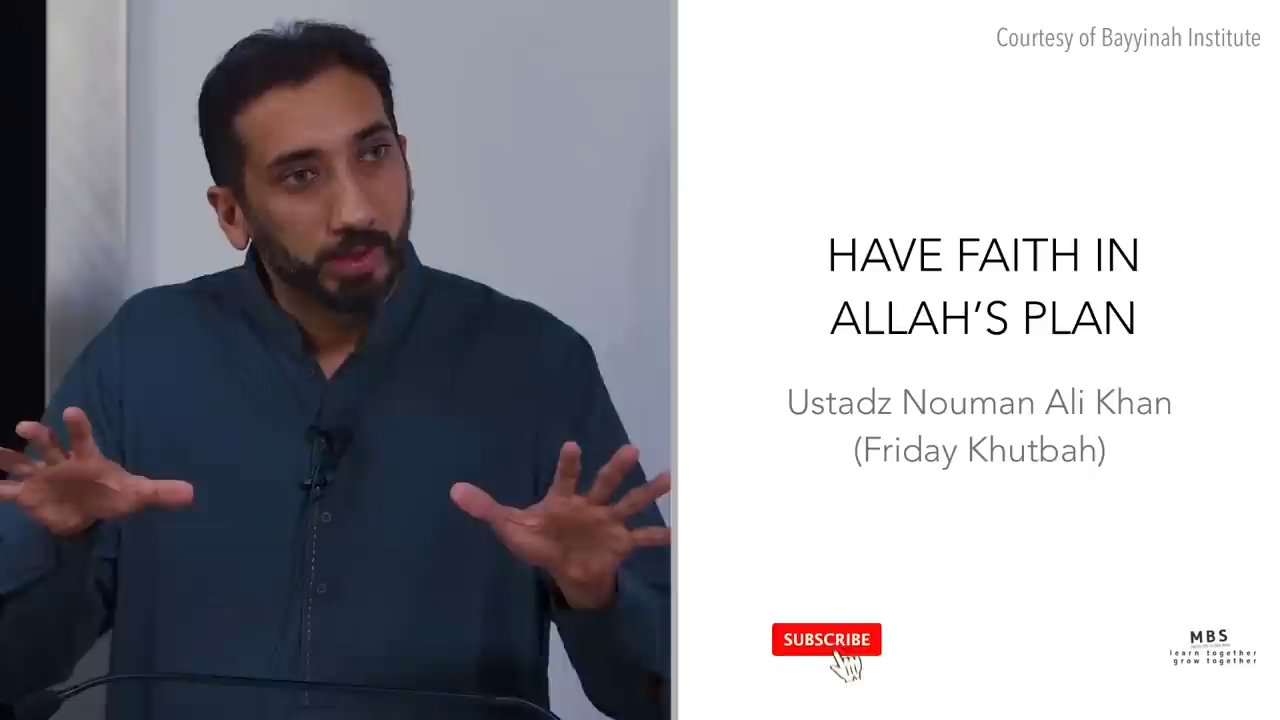 Courtesy of Bayyinah Institute
HAVE FAITH IN
ALLAH'S PLAN
Ustadz Nouman Ali Khan
(Friday Khutbah)
SUBSCRIBE
MBS
learn together
grow together